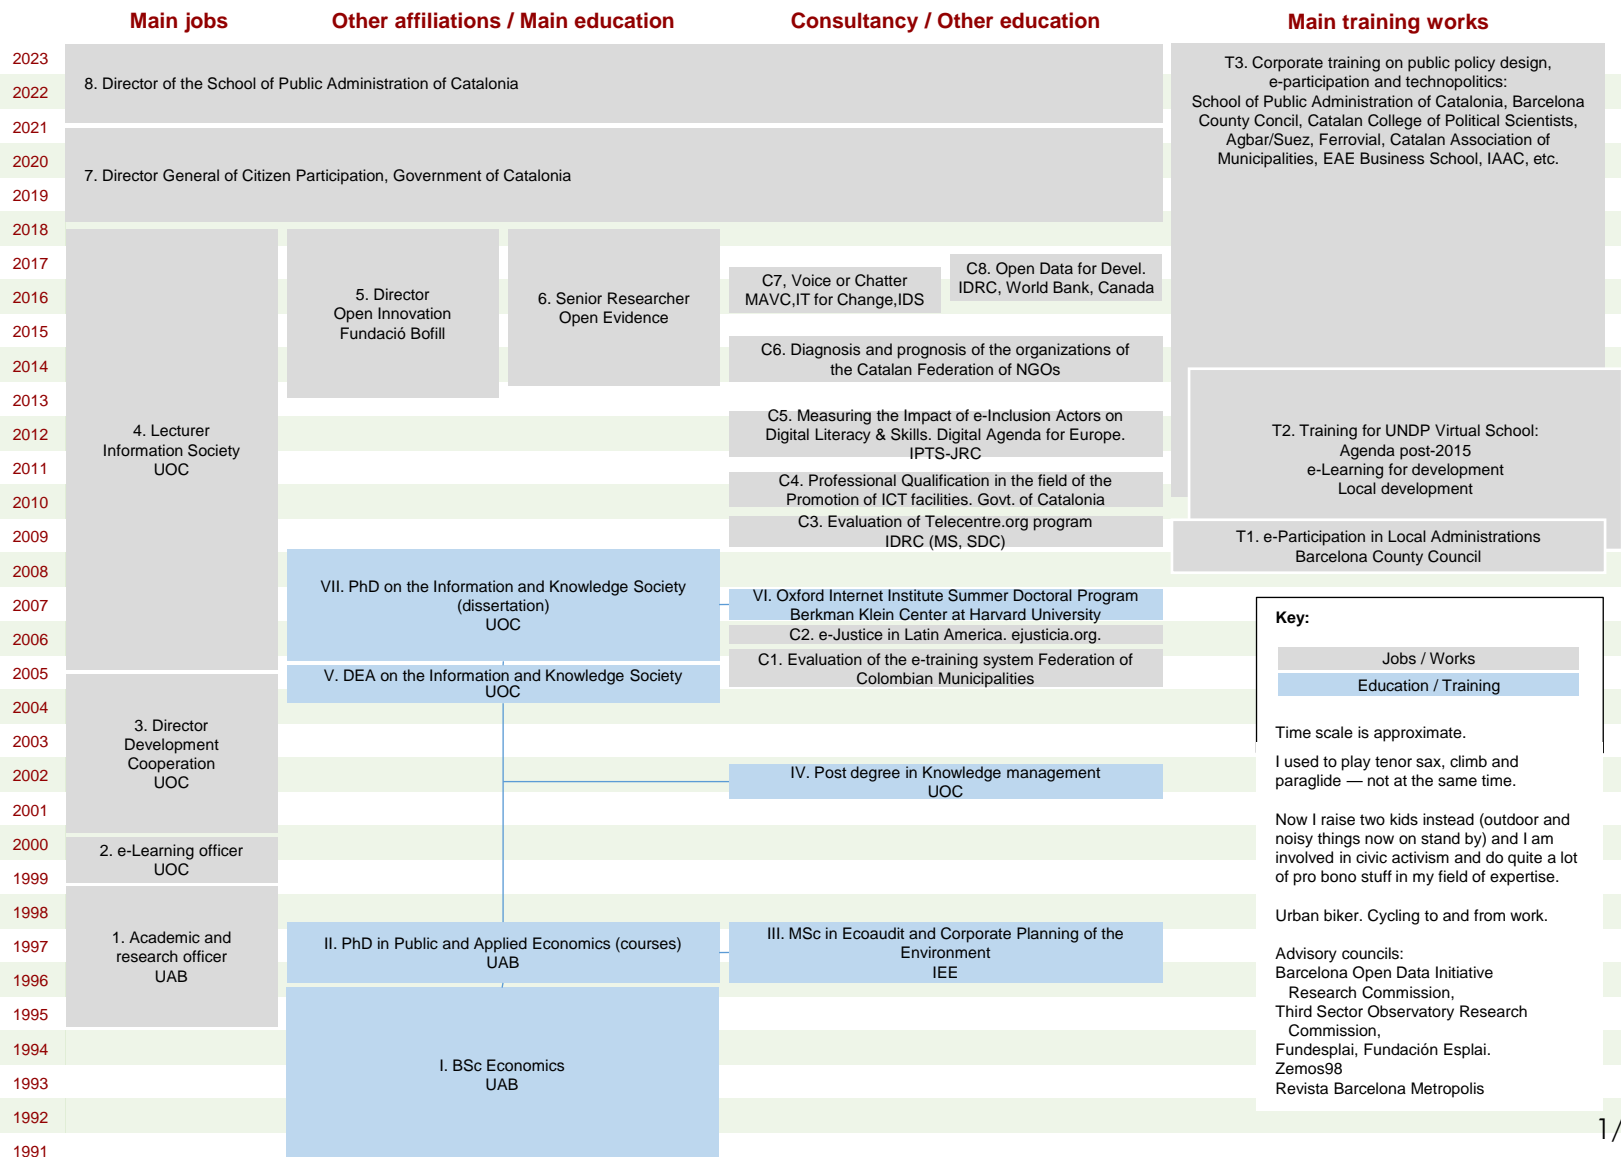 Main jobs
Other affiliations / Main education
Consultancy / Other education
Main training works
2023
2022
2021
2020
2019
2018
2017
2016
2015
2014
2013
2012
2011
2010
2009
2008
2007
2006
2005
2004
2003
2002
2001
2000
1999
1998
1997
1996
1995
1994
1993
1992
1991
8. Director of the School of Public Administration of Catalonia
7. Director General of Citizen Participation, Government of Catalonia
4. Lecturer
Information Society
UOC
3. Director
Development
Cooperation
UOC
2. e-Learning officer
UOC
1. Academic and
research officer
UAB
5. Director
Open Innovation
Fundació Bofill
6. Senior Researcher
Open Evidence
VII. PhD on the Information and Knowledge Society
(dissertation)
UOC
V. DEA on the Information and Knowledge Society
UOC
II. PhD in Public and Applied Economics (courses)
UAB
I. BSc Economics
UAB
C7, Voice or Chatter
MAVC,IT for Change,IDS
C8. Open Data for Devel.
IDRC, World Bank, Canada
C6. Diagnosis and prognosis of the organizations of
the Catalan Federation of NGOs
C5. Measuring the Impact of e-Inclusion Actors on
Digital Literacy & Skills. Digital Agenda for Europe.
IPTS-JRC
C4. Professional Qualification in the field of the
Promotion of ICT facilities. Govt. of Catalonia
C3. Evaluation of Telecentre.org program
IDRC (MS, SDC)
VI. Oxford Internet Institute Summer Doctoral Program
Berkman Klein Center at Harvard University
C2. e-Justice in Latin America. ejusticia.org.
C1. Evaluation of the e-training system Federation of
Colombian Municipalities
IV. Post degree in Knowledge management
UOC
III. MSc in Ecoaudit and Corporate Planning of the
Environment
IEE
T3. Corporate training on public policy design,
e-participation and technopolitics:
School of Public Administration of Catalonia, Barcelona
County Concil, Catalan College of Political Scientists,
Agbar/Suez, Ferrovial, Catalan Association of
Municipalities, EAE Business School, IAAC, etc.
T2. Training for UNDP Virtual School:
Agenda post-2015
e-Learning for development
Local development
T1. e-Participation in Local Administrations
Barcelona County Council
Key:
Jobs / Works
Education / Training
Time scale is approximate.
I used to play tenor sax, climb and
paraglide — not at the same time.
Now I raise two kids instead (outdoor and
noisy things now on stand by) and I am
involved in civic activism and do quite a lot
of pro bono stuff in my field of expertise.
Urban biker. Cycling to and from work.
Advisory councils:
Barcelona Open Data Initiative
Research Commission,
Third Sector Observatory Research
Commission,
Fundesplai, Fundación Esplai.
Zemos98
Revista Barcelona Metropolis
1/